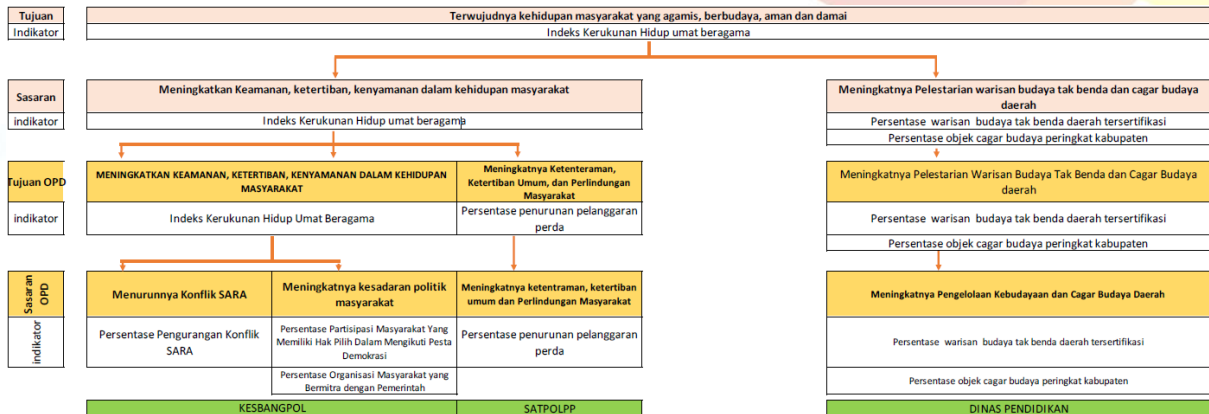 Tujuan
Terwujudnya kehidupan masyarakat yang agamis, berbudaya, aman dan damai
Indikator
Indeks Kerukunan Hidup umat beragama
Sasaran
Meningkatkan Keamanan, ketertiban, kenyamanan dalam kehidupan masyarakat
Meningkatnya Pelestarian warisan budaya tak benda dan cagar budaya
daerah
indikator
Indeks Kerukunan Hidup umat beragama
Persentase warisan budaya tak benda daerah tersertifikasi
Persentase objek cagar budaya peringkat kabupaten
Tujuan OPD
MENINGKATKAN KEAMANAN, KETERTIBAN, KENYAMANAN DALAM KEHIDUPAN
MASYARAKAT
Meningkatnya Ketenteraman,
Ketertiban Umum, dan Perlindungan
Masyarakat
Meningkatnya Pelestarian Warisan Budaya Tak Benda dan Cagar Budaya
daerah
indikator
Indeks Kerukunan Hidup Umat Beragama
Persentase penurunan pelanggaran
perda
Persentase warisan budaya tak benda daerah tersertifikasi
Persentase objek cagar budaya peringkat kabupaten
Sasaran
OPD
Menurunnya Konflik SARA
Meningkatnya kesadaran politik
masyarakat
Meningkatnya ketentraman, ketertiban
umum dan Perlindungan Masyarakat
Meningkatnya Pengelolaan Kebudayaan dan Cagar Budaya Daerah
indikator
Persentase Pengurangan Konflik
SARA
Persentase Partisipasi Masyarakat Yang
Memiliki Hak Pilih Dalam Mengikuti Pesta
Demokrasi
Persentase penurunan pelanggaran
perda
Persentase warisan budaya tak benda daerah tersertifikasi
Persentase Organisasi Masyarakat yang
Bermitra dengan Pemerintah
Persentase objek cagar budaya peringkat kabupaten
KESBANGPOL
SATPOLPP
DINAS PENDIDIKAN